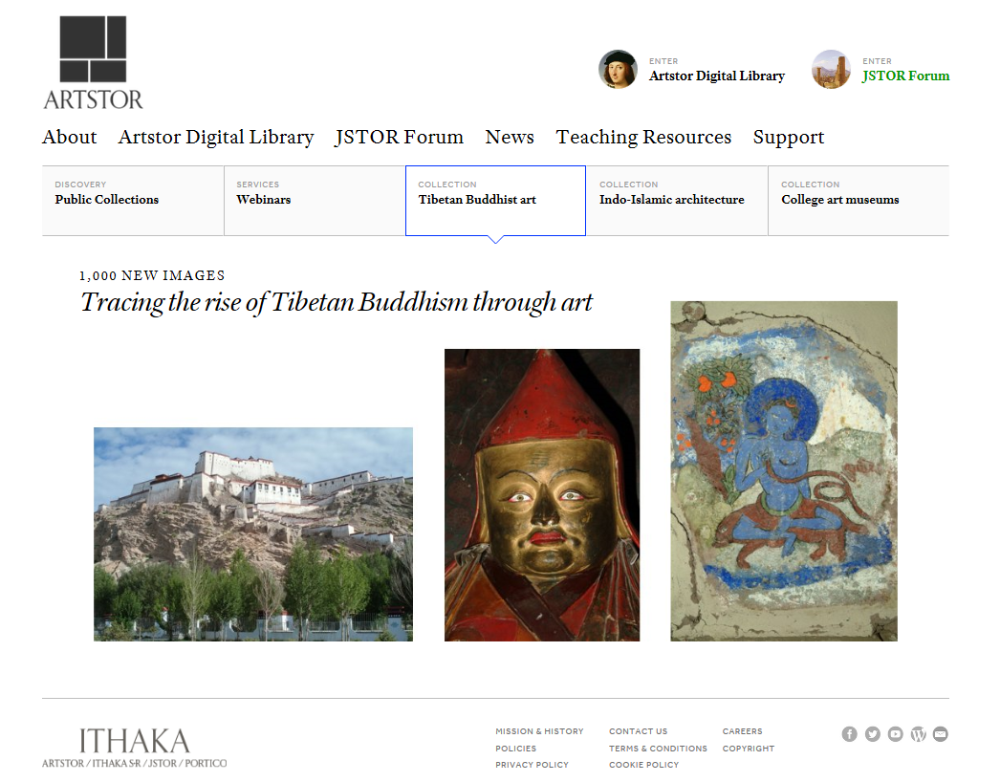 ARTSTOR
ENTER
Artstor Digital Library
ENTER
JSTOR Forum
About Artstor Digital Library JSTOR Forum News Teaching Resources Support
DISCOVERY
Public Collections
SERVICES
Webinars
COLLECTION
Tibetan Buddhist art
COLLECTION
Indo-Islamic architecture
COLLECTION
College art museums
1,000 NEW IMAGES
Tracing the rise of Tibetan Buddhism through art
ITHAKA
ARTSTOR / ITHAKA S·R / JSTOR / PORTICO
MISSION & HISTORY
POLICIES
PRIVACY POLICY
CONTACT US
TERMS & CONDITIONS
COOKIE POLICY
CAREERS
COPYRIGHT